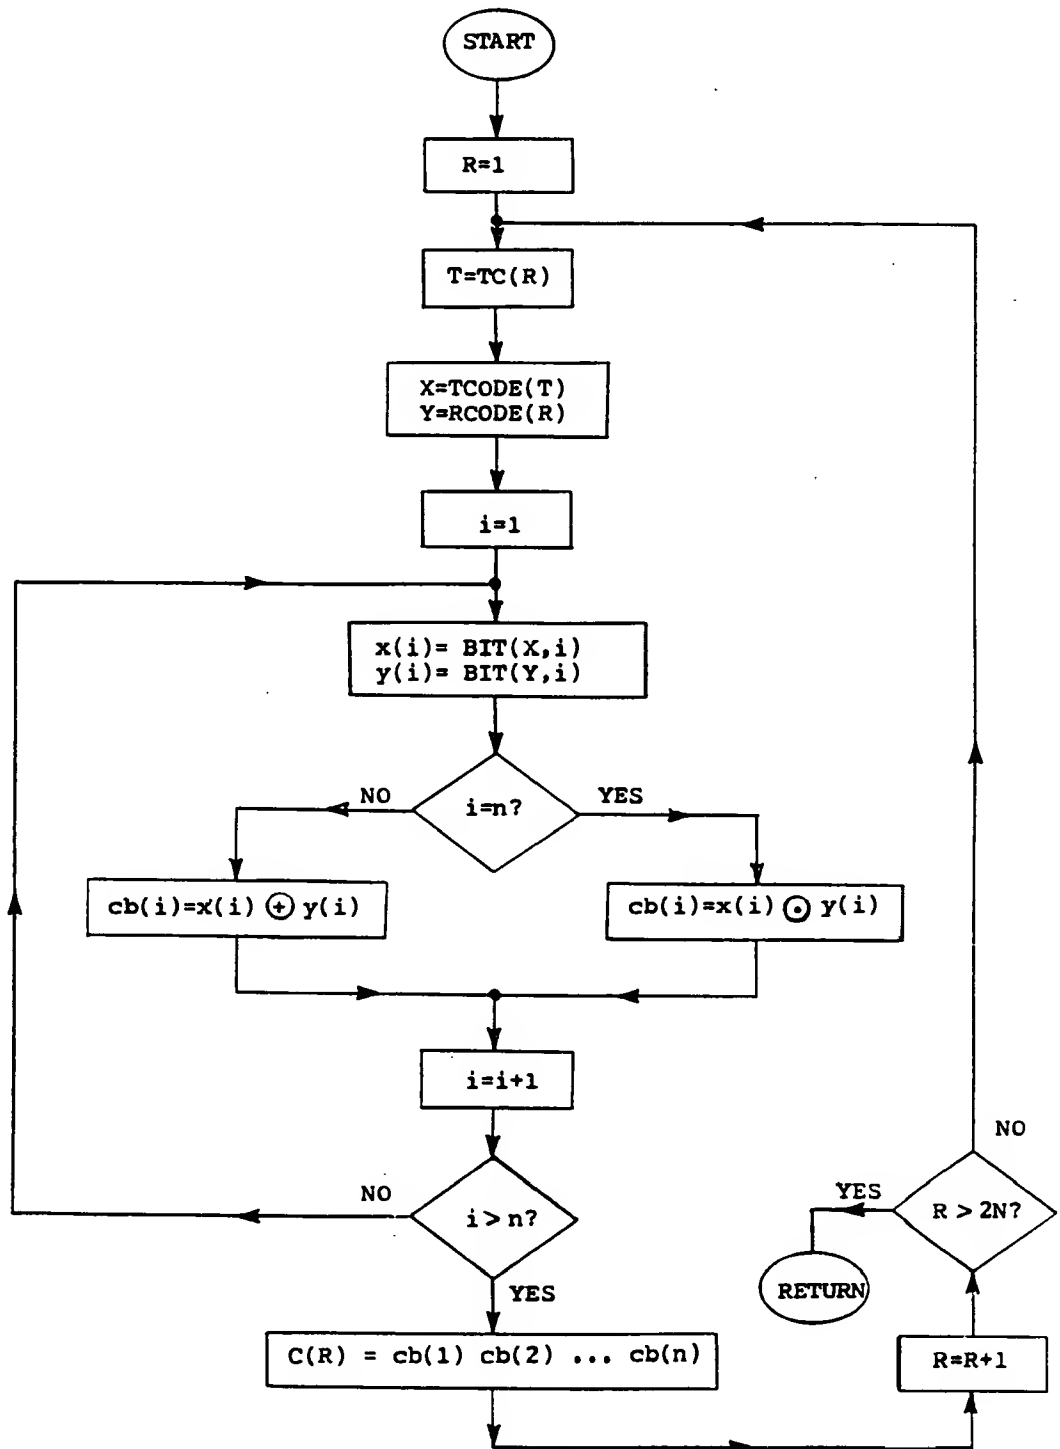 START
R=1
T=TC(R)
X=TCODE(T)
Y=RCODE(R)
i=1
x(i)= BIT(X,i)
y(i)= BIT(Y,i)
i=n?
NO
YES
cb(i)=x(i) ⊕ y(i)
cb(i)=x(i) ⊙ y(i)
i=i+1
i > n?
NO
YES
C(R) = cb(1) cb(2) ... cb(n)
R=R+1
R > 2N?
NO
YES
RETURN